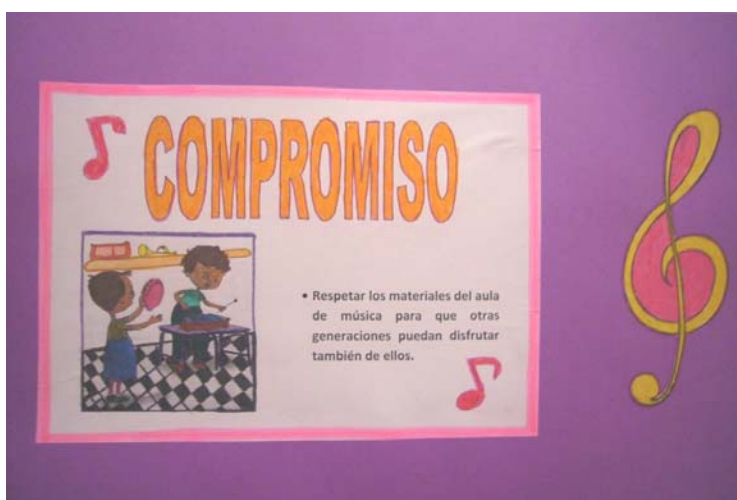 COMPROMISO
• Respetar los materiales del aula
de música para que otras
generaciones puedan disfrutar
también de ellos.